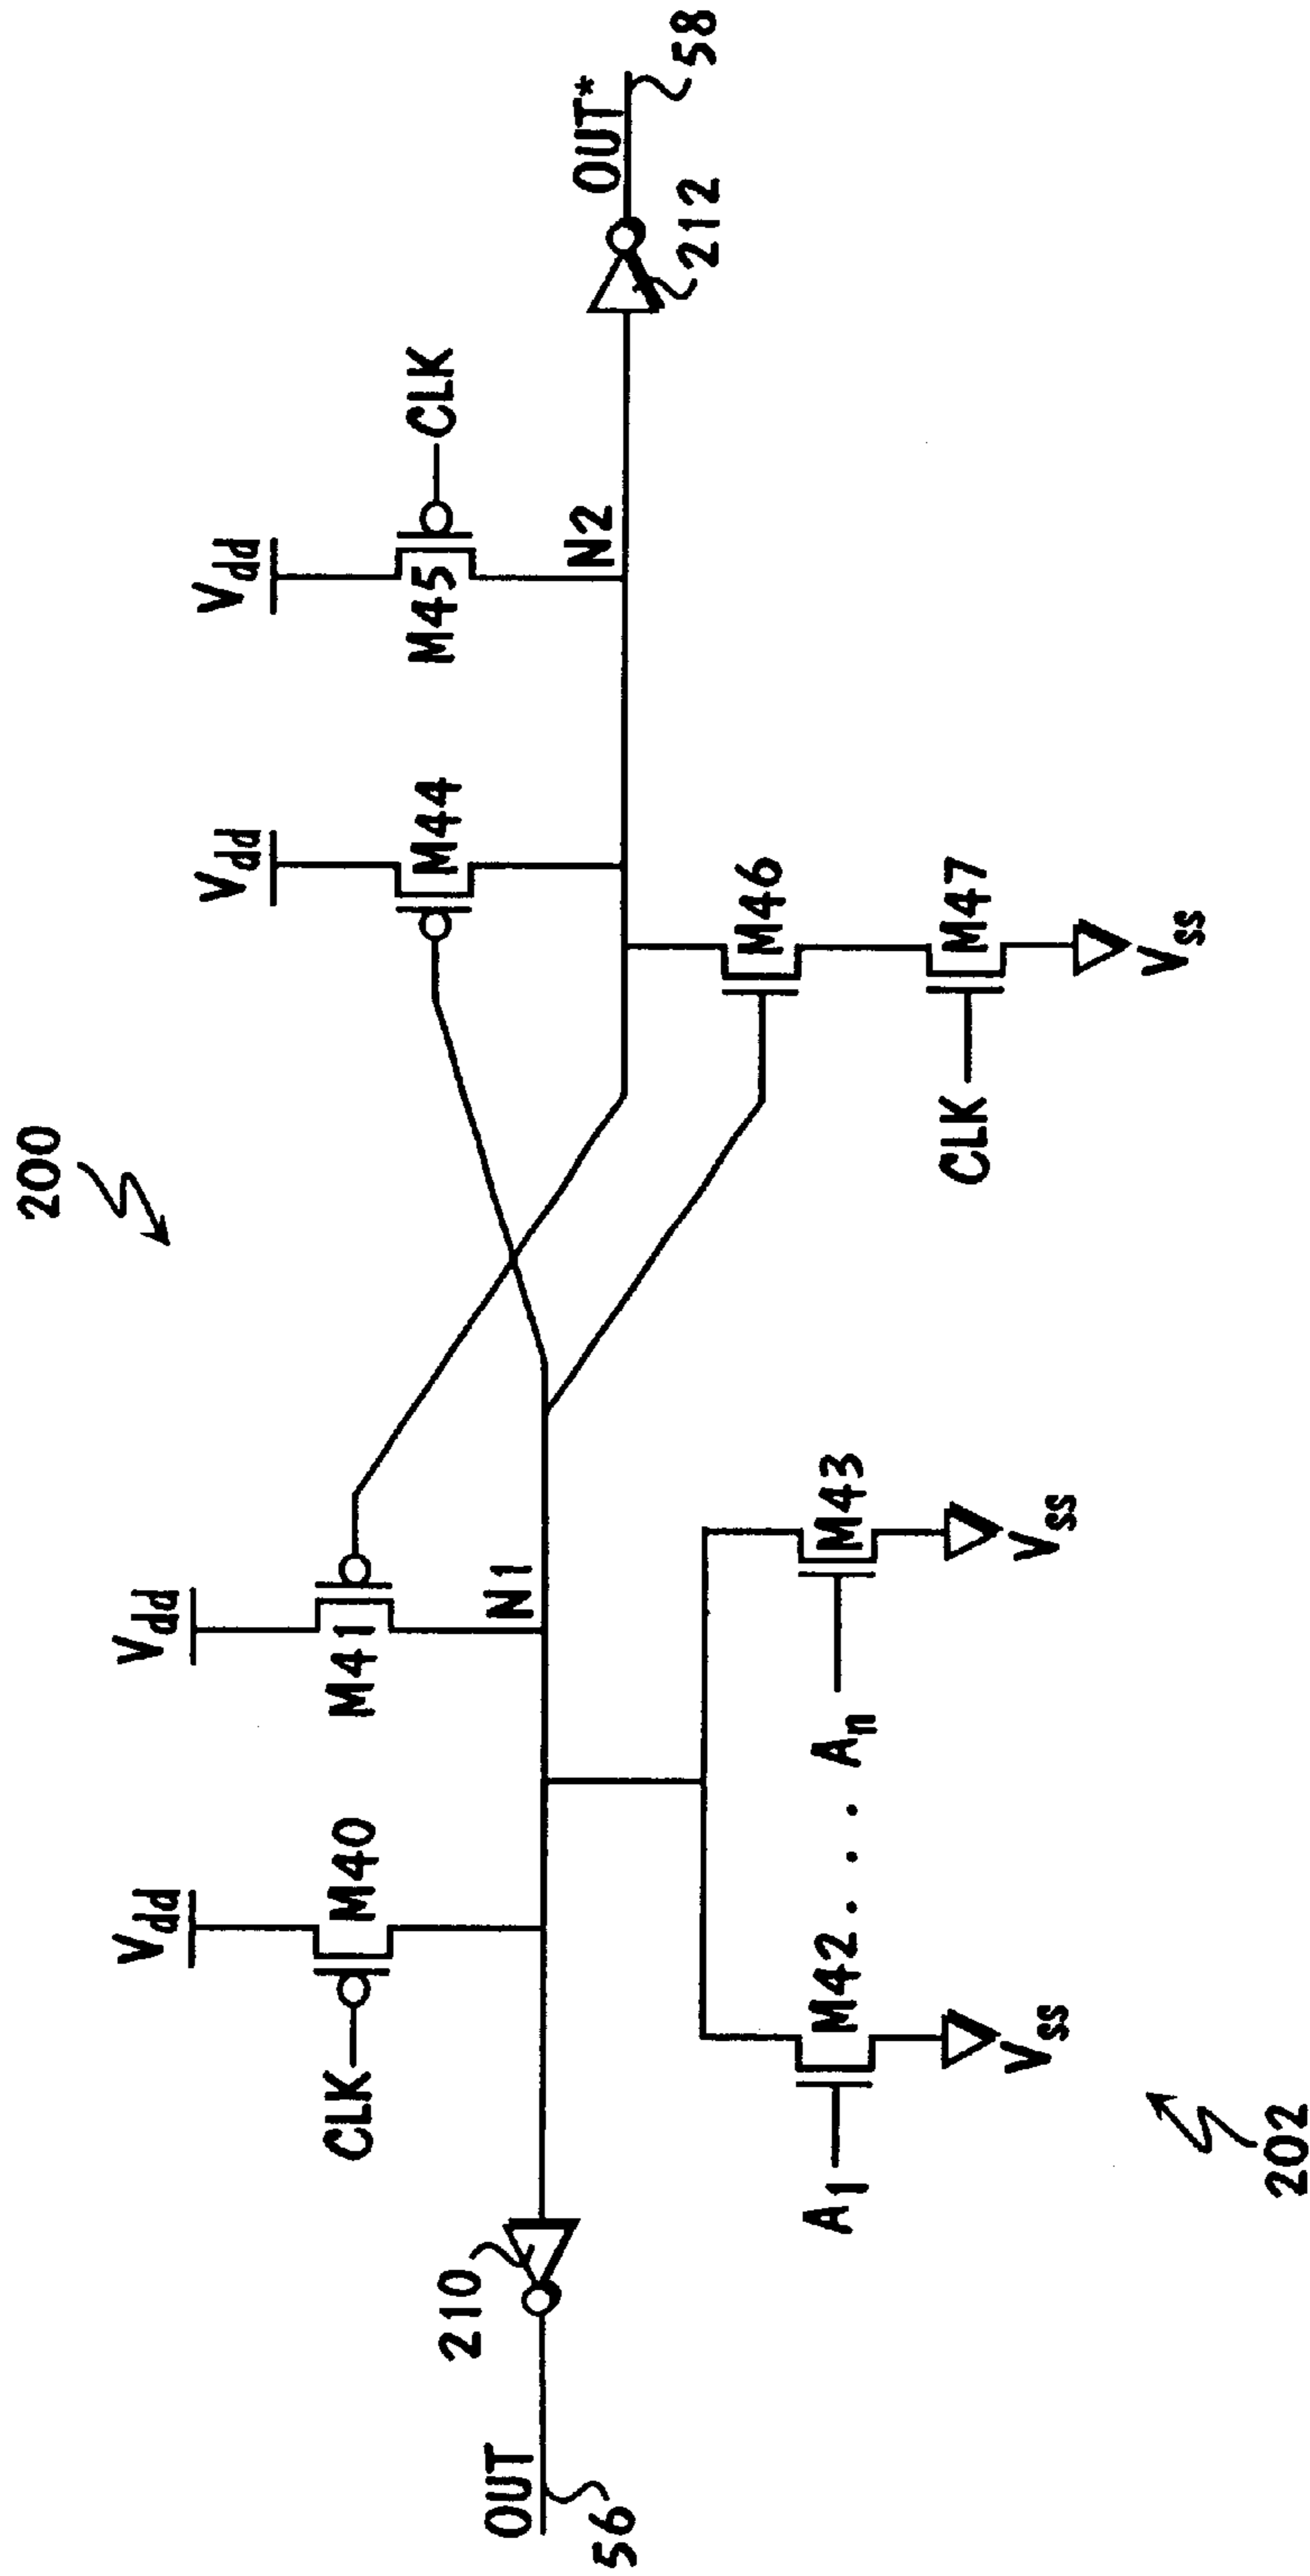 200
Vdd
Vdd
Vdd
Vdd
CLK
M40
M41
M44
M45
CLK
210
OUT
56
N1
N2
OUT*
58
212
A1
M42
. . .
An
M43
M46
CLK
M47
Vss
Vss
Vss
202